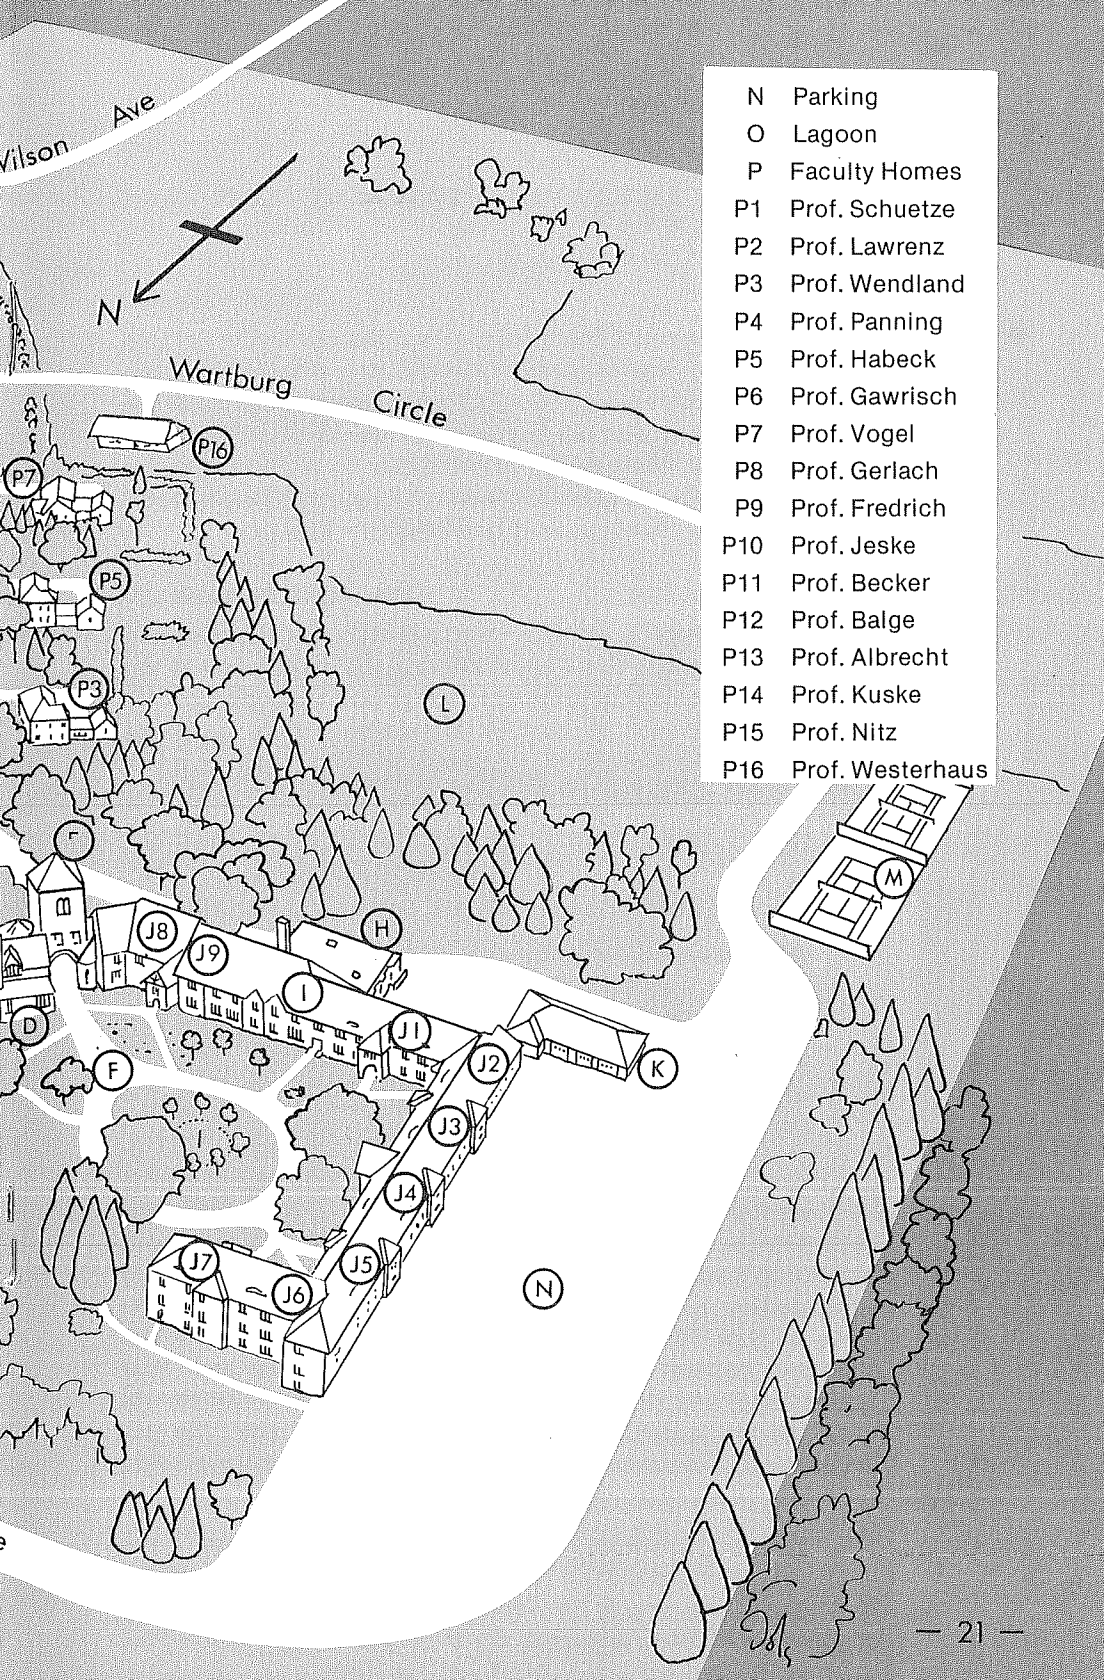 Wilson Ave
N Parking
O Lagoon
P Faculty Homes
P1 Prof. Schuetze
P2 Prof. Lawrenz
P3 Prof. Wendland
P4 Prof. Panning
P5 Prof. Habeck
P6 Prof. Gawrisch
P7 Prof. Vogel
P8 Prof. Gerlach
P9 Prof. Fredrich
P10 Prof. Jeske
P11 Prof. Becker
P12 Prof. Balge
P13 Prof. Albrecht
P14 Prof. Kuske
P15 Prof. Nitz
P16 Prof. Westerhaus
N
Wartburg Circle
P16
P7
P5
P3
L
M
J8
H
J9
I
D
J1
F
J2
K
J3
J4
J7
J5
J6
N
— 21 —